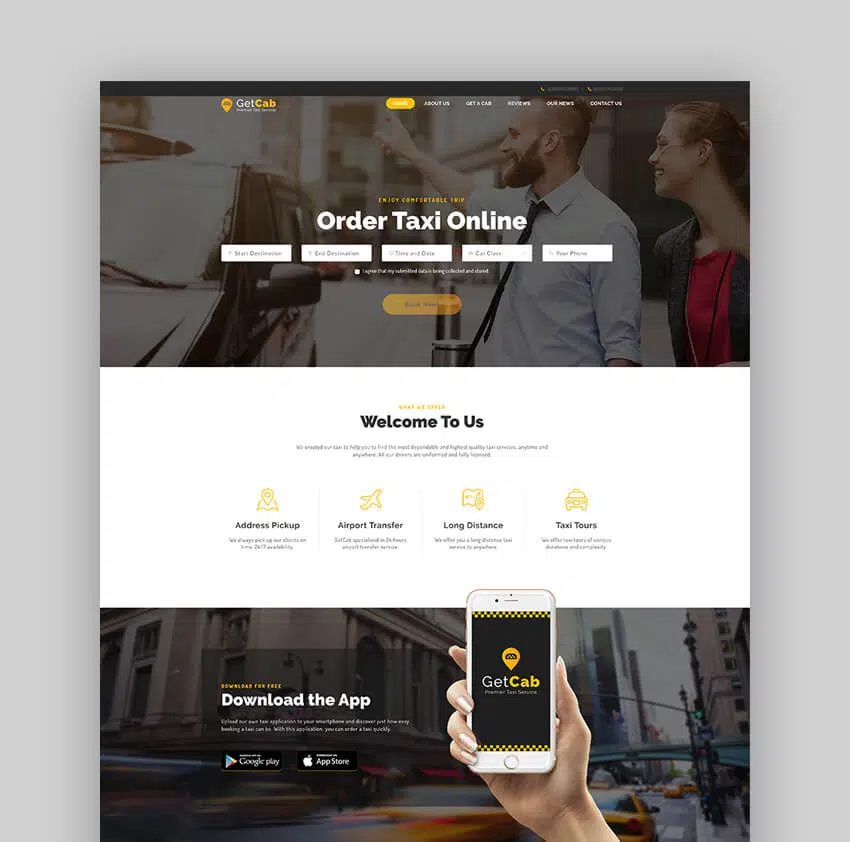 GetCab
Premier Taxi Service
HOME
ABOUT US
GET A CAB
REVIEWS
OUR NEWS
CONTACT US
ENJOY COMFORTABLE TRIP
Order Taxi Online
Start Destination
End Destination
Time and Date
Car Class
Your Phone
I agree that my submitted data is being collected and stored.
Book Now!
WHAT WE OFFER
Welcome To Us
We created our taxi to help you to find the most dependable and highest quality taxi services, anytime and
anywhere. All our drivers are uniformed and fully licensed.
Address Pickup
We always pick up our clients on
time, 24/7 availability.
Airport Transfer
GetCab specialized in 24 hours
airport transfer service.
Long Distance
We offer you a long distance taxi
service to anywhere.
Taxi Tours
We offer taxi tours of various
durations and complexity.
DOWNLOAD FOR FREE
Download the App
Upload our own taxi application to your smartphone and discover just how easy
booking a taxi can be. With this application, you can order a taxi quickly.
ANDROID APP ON
Google play
Download on the
App Store
GetCab
Premier Taxi Service